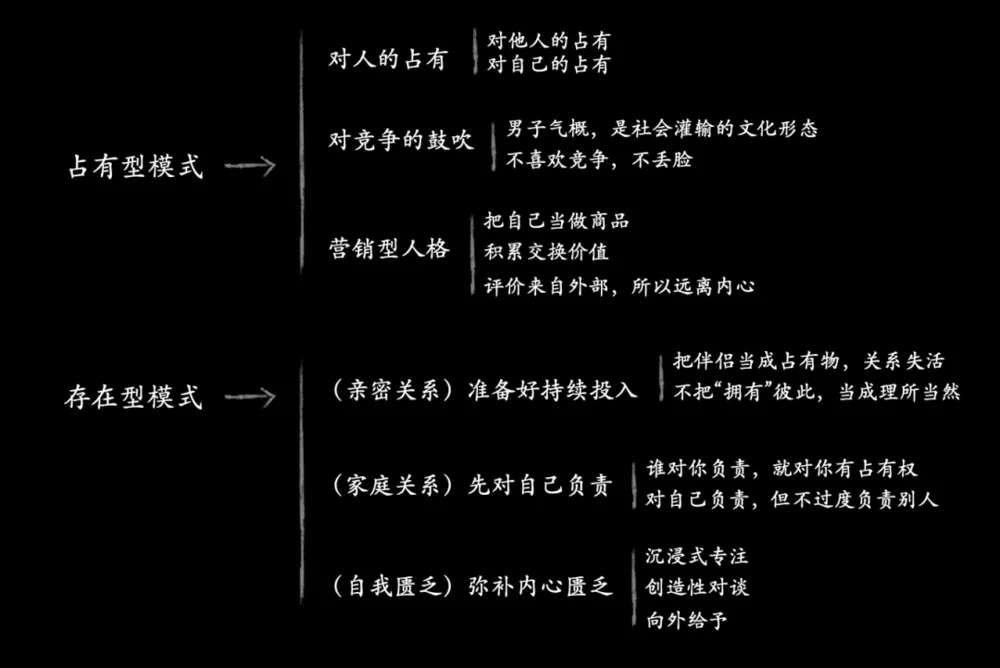 占有型模式
对人的占有
对他人的占有
对自己的占有
对竞争的鼓吹
男子气概，是社会灌输的文化形态
不喜欢竞争，不丢脸
营销型人格
把自己当做商品
积累交换价值
评价来自外部，所以远离内心
存在型模式
（亲密关系）准备好持续投入
把伴侣当成占有物，关系失活
不把“拥有”彼此，当成理所当然
（家庭关系）先对自己负责
谁对你负责，就对你有占有权
对自己负责，但不过度负责别人
（自我匮乏）弥补内心匮乏
沉浸式专注
创造性对谈
向外给予